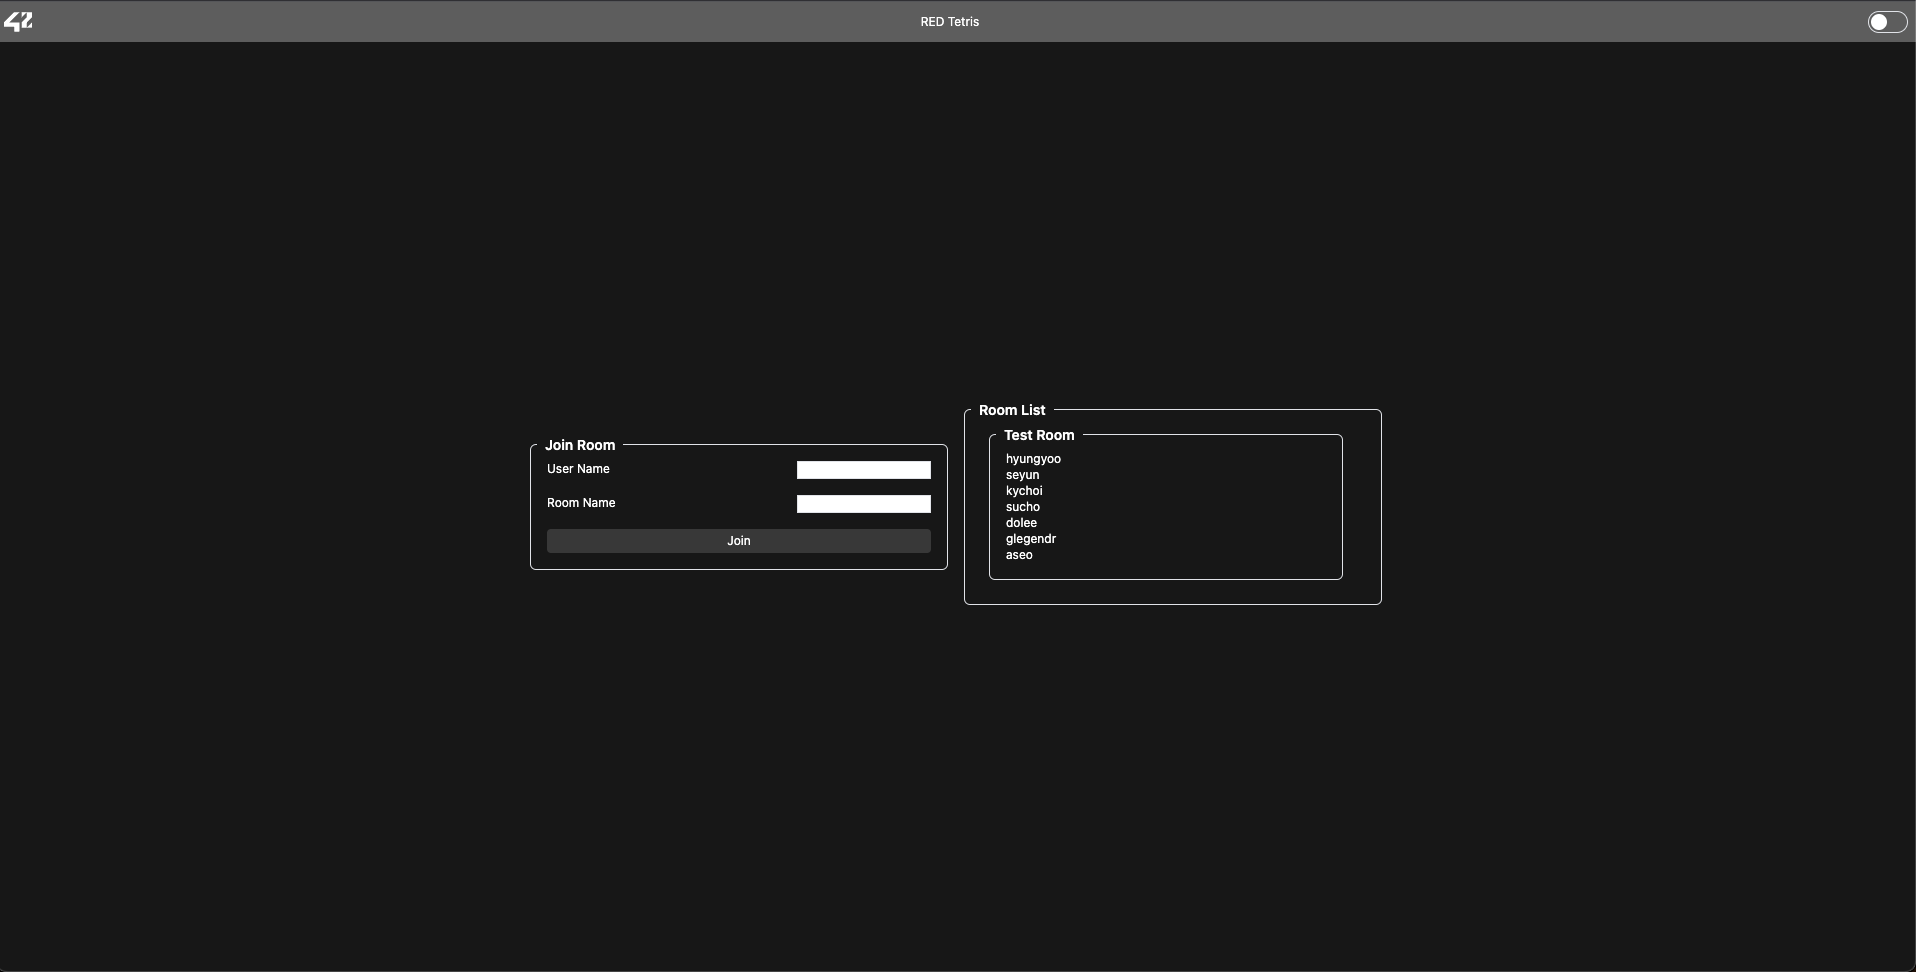 42
RED Tetris
Join Room
User Name
Room Name
Join
Room List
Test Room
hyungyoo
seyun
kychoi
sucho
dolee
glegendr
aseo